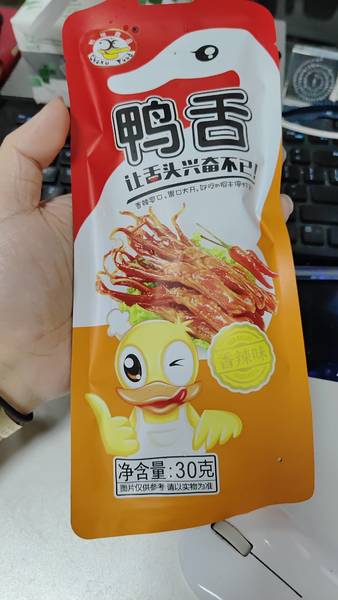 鸭舌
让舌头兴奋不已!
香辣味
净含量:30克
图片仅供参考 请以实物为准